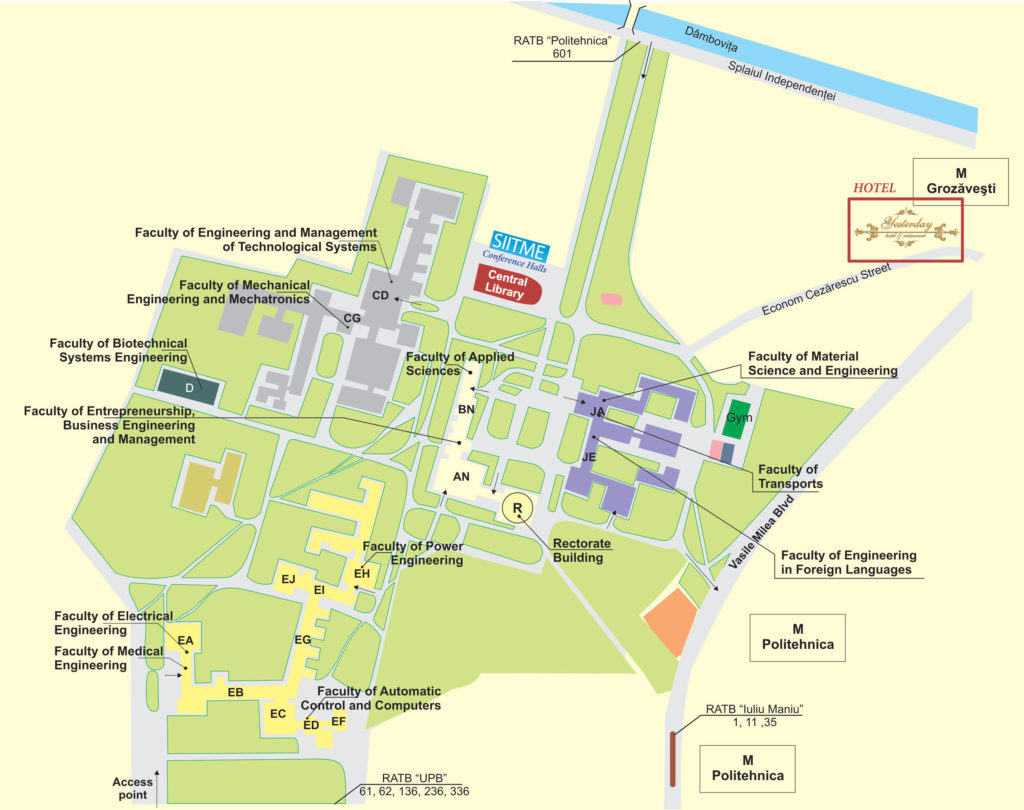 Dâmbovița
RATB “Politehnica”
601
Splaiul Independenței
M
Grozăvești
HOTEL
Yesterday
hotel & restaurant
SIITME
Conference Halls
Central
Library
Faculty of Engineering and Management
of Technological Systems
CD
Faculty of Mechanical
Engineering and Mechatronics
CG
Econom Cezărescu Street
Faculty of Biotechnical
Systems Engineering
D
Faculty of Applied
Sciences
Faculty of Material
Science and Engineering
Faculty of Entrepreneurship,
Business Engineering
and Management
BN
JA
Gym
JE
AN
Faculty of
Transports
R
Rectorate
Building
Vasile Milea Blvd
Faculty of Power
Engineering
Faculty of Engineering
in Foreign Languages
EJ
EI
EH
Faculty of Electrical
Engineering
EA
EG
Faculty of Medical
Engineering
M
Politehnica
EB
Faculty of Automatic
Control and Computers
EC
ED
EF
RATB “Iuliu Maniu”
1, 11 ,35
M
Politehnica
Access
point
RATB “UPB”
61, 62, 136, 236, 336